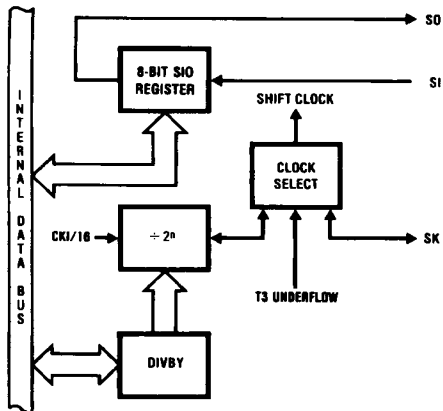 SO
8-BIT SIO
REGISTER
SI
SHIFT CLOCK
INTERNAL DATA BUS
CLOCK
SELECT
CKI/16
÷ 2ⁿ
SK
T3 UNDERFLOW
DIVBY